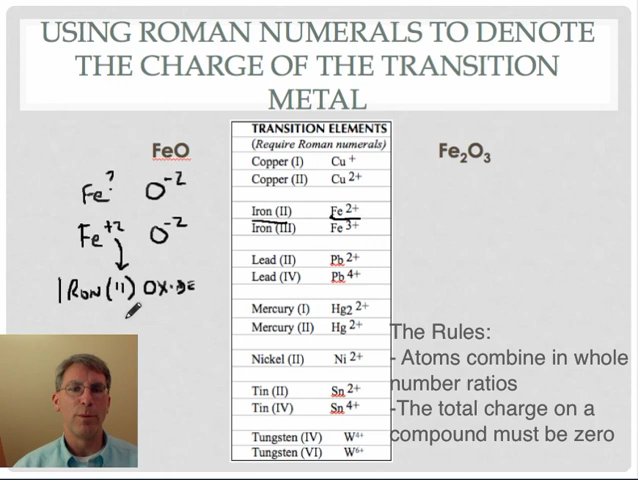 USING ROMAN NUMERALS TO DENOTE
THE CHARGE OF THE TRANSITION
METAL
FeO
Fe? O-2
Fe+2 O-2
IRON (II) OXIDE
TRANSITION ELEMENTS
(Require Roman numerals)
Copper (I) Cu +
Copper (II) Cu 2+
Iron (II) Fe 2+
Iron (III) Fe 3+
Lead (II) Pb 2+
Lead (IV) Pb 4+
Mercury (I) Hg2 2+
Mercury (II) Hg 2+
Nickel (II) Ni 2+
Tin (II) Sn 2+
Tin (IV) Sn 4+
Tungsten (IV) W4+
Tungsten (VI) W6+
Fe2O3
The Rules:
- Atoms combine in whole
number ratios
-The total charge on a
compound must be zero